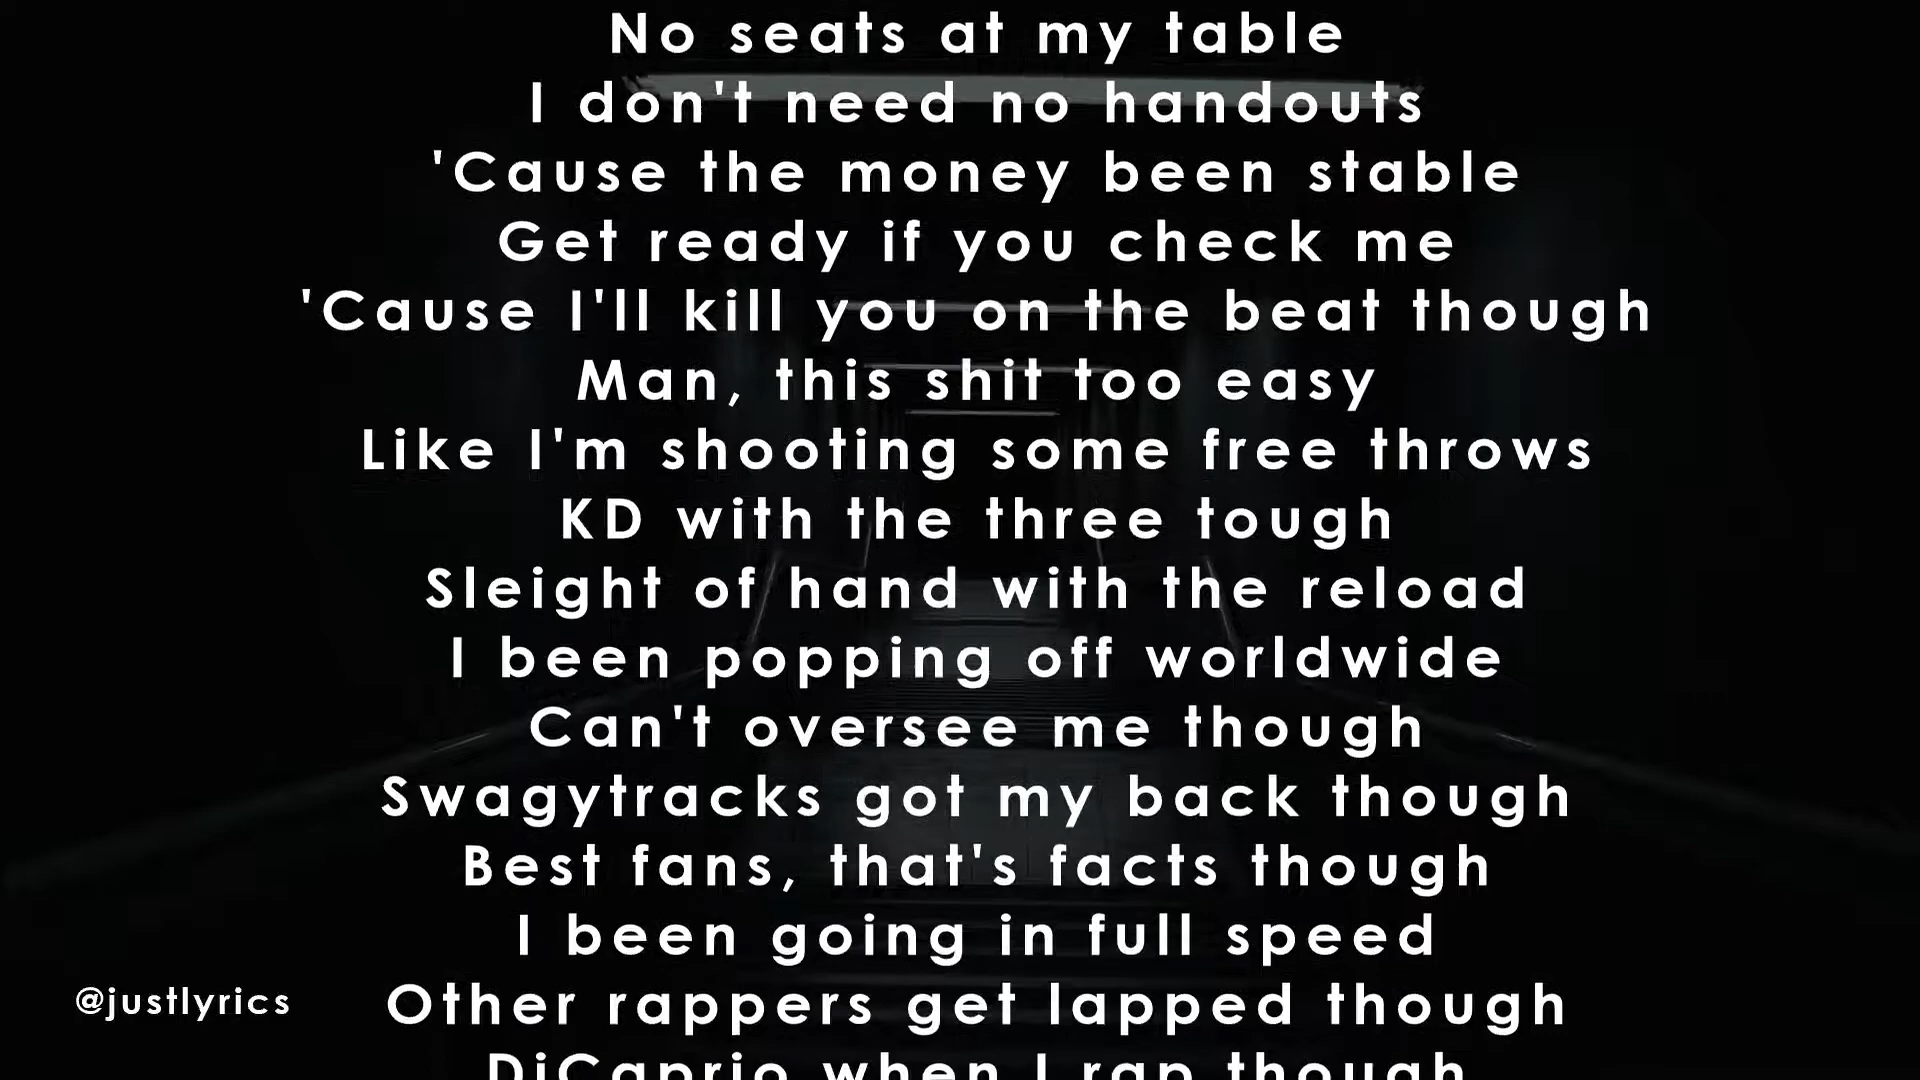 No seats at my table
I don't need no handouts
'Cause the money been stable
Get ready if you check me
'Cause I'll kill you on the beat though
Man, this shit too easy
Like I'm shooting some free throws
KD with the three tough
Sleight of hand with the reload
I been popping off worldwide
Can't oversee me though
Swagytracks got my back though
Best fans, that's facts though
I been going in full speed
Other rappers get lapped though
@justlyrics
DiCaprio when I rap though